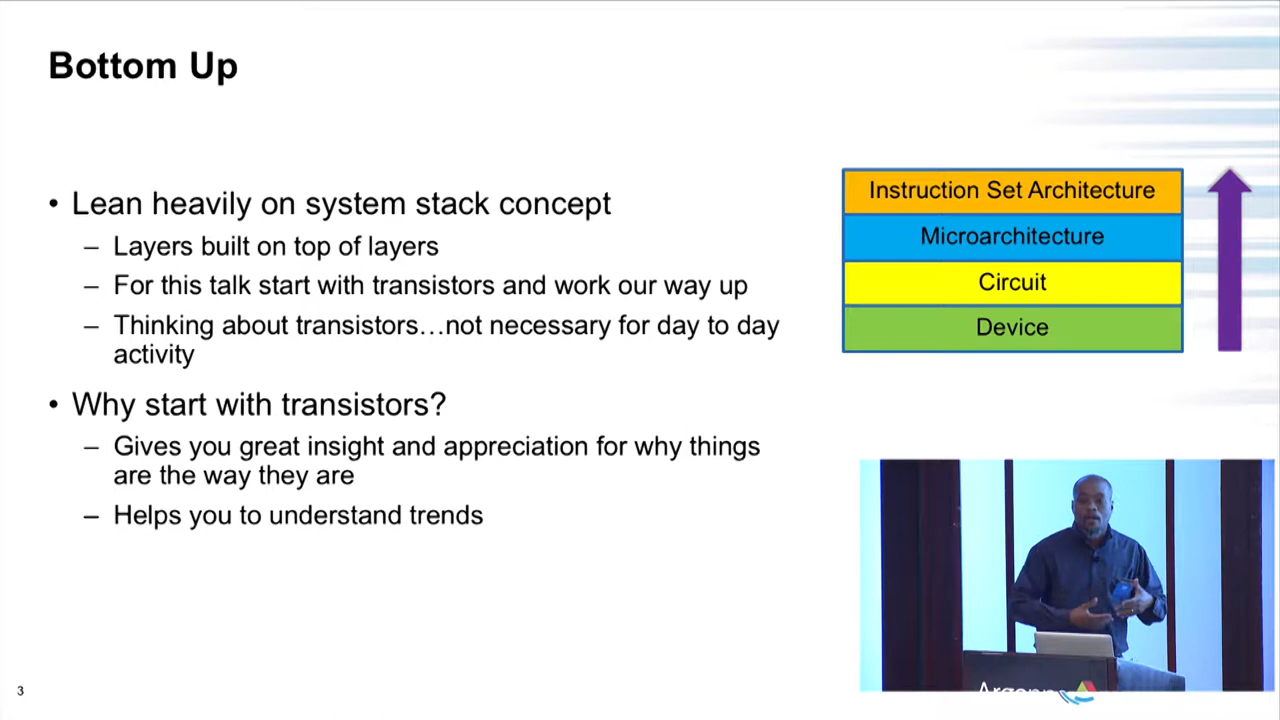 Bottom Up
• Lean heavily on system stack concept
– Layers built on top of layers
– For this talk start with transistors and work our way up
– Thinking about transistors…not necessary for day to day
activity
• Why start with transistors?
– Gives you great insight and appreciation for why things
are the way they are
– Helps you to understand trends
Instruction Set Architecture
Microarchitecture
Circuit
Device
3